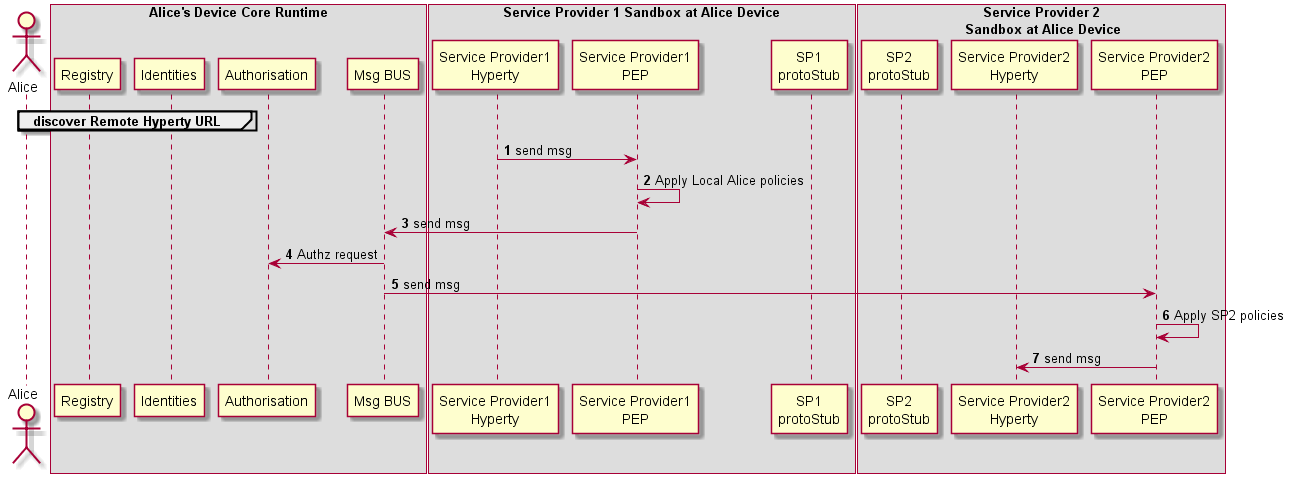 Alice's Device Core Runtime
Service Provider 1 Sandbox at Alice Device
Service Provider 2
Sandbox at Alice Device
Alice
Registry
Identities
Authorisation
Msg BUS
Service Provider1
Hyperty
Service Provider1
PEP
SP1
protoStub
SP2
protoStub
Service Provider2
Hyperty
Service Provider2
PEP
discover Remote Hyperty URL
1 send msg
2 Apply Local Alice policies
3 send msg
4 Authz request
5 send msg
6 Apply SP2 policies
7 send msg
Alice
Registry
Identities
Authorisation
Msg BUS
Service Provider1
Hyperty
Service Provider1
PEP
SP1
protoStub
SP2
protoStub
Service Provider2
Hyperty
Service Provider2
PEP